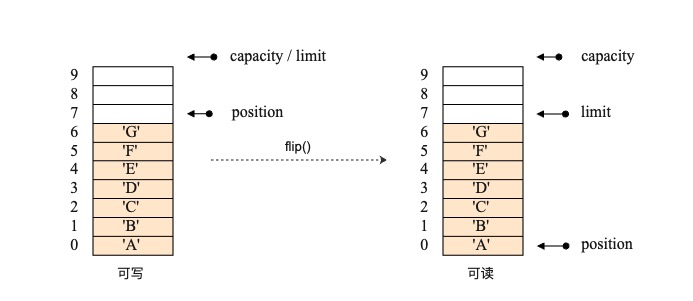 capacity / limit
9
8
7
position
6 'G'
5 'F'
4 'E'
3 'D'
2 'C'
1 'B'
0 'A'
可写
flip()
capacity
9
8
7
limit
6 'G'
5 'F'
4 'E'
3 'D'
2 'C'
1 'B'
0 'A'
position
可读